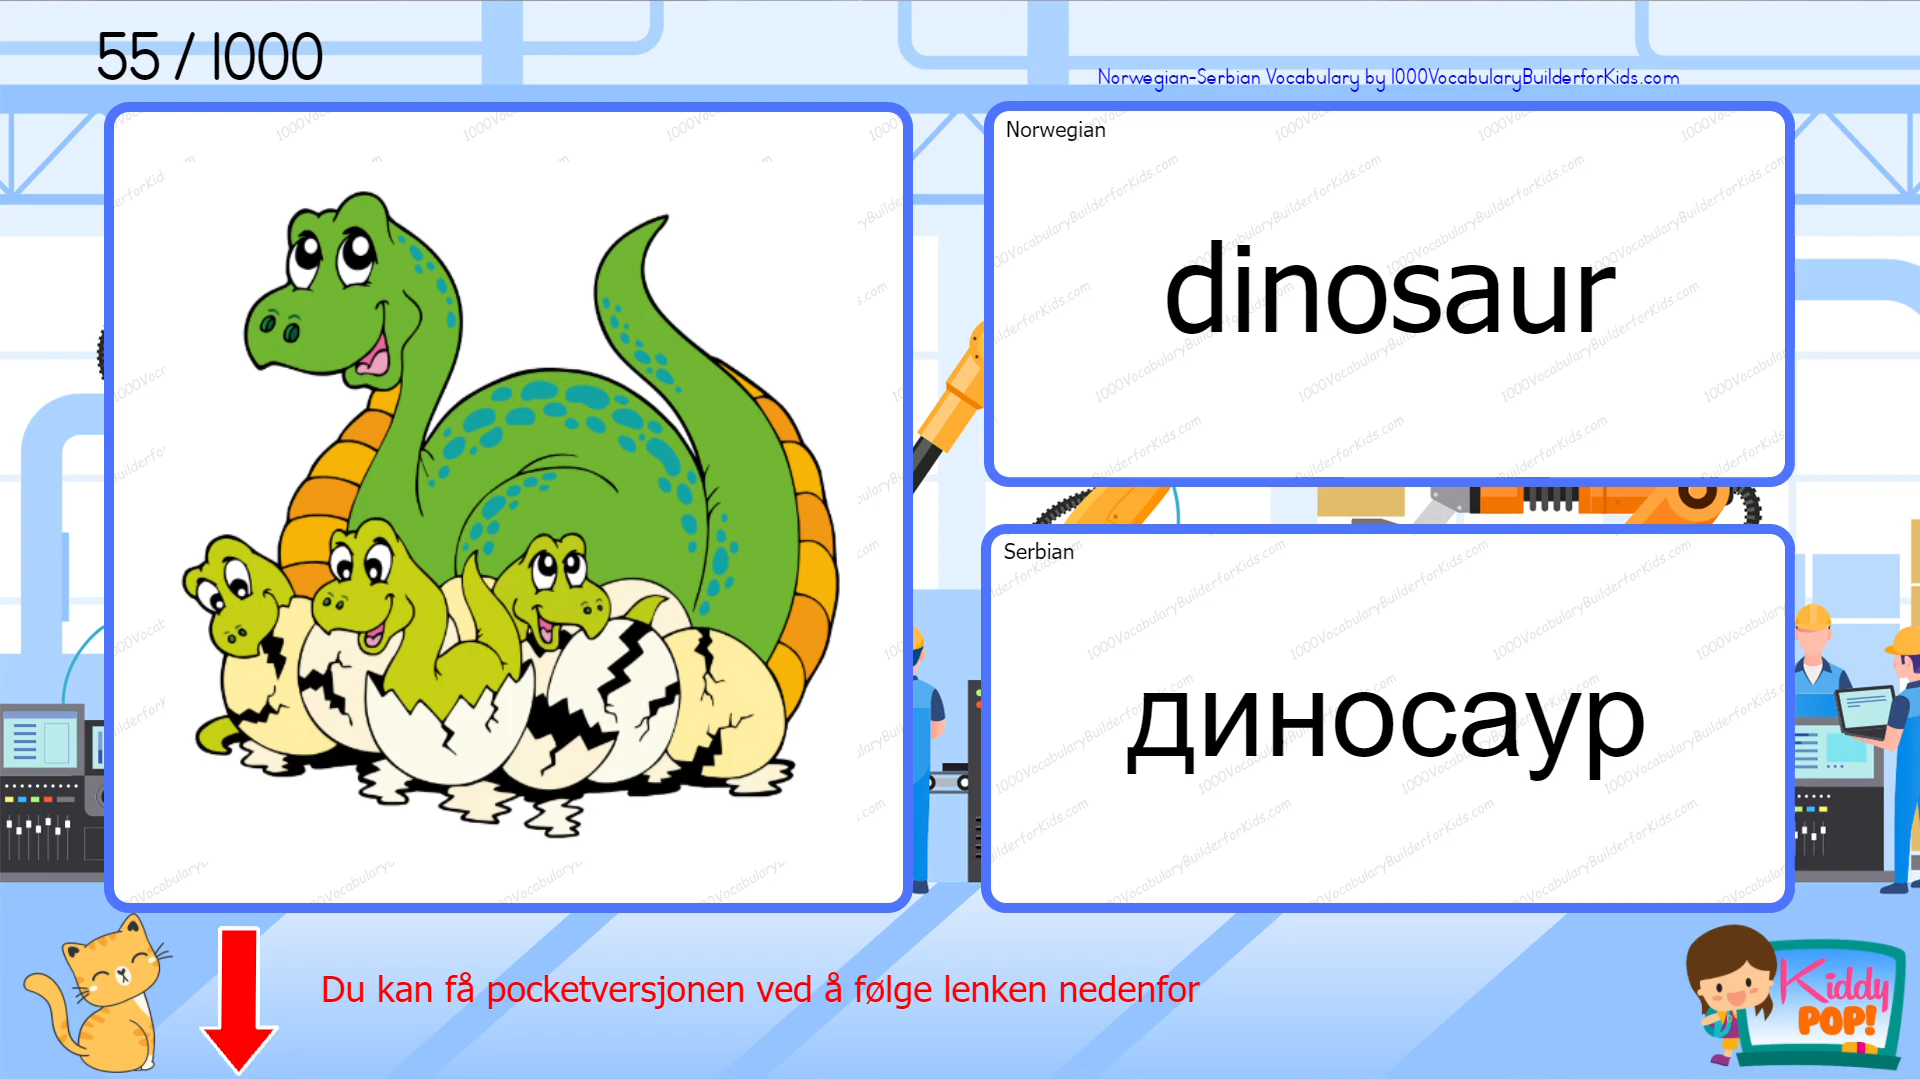 55 / 1000
Norwegian-Serbian Vocabulary by 1000VocabularyBuilderforKids.com
Norwegian
dinosaur
Serbian
диносаур
Du kan få pocketversjonen ved å følge lenken nedenfor
Kiddy
POP!